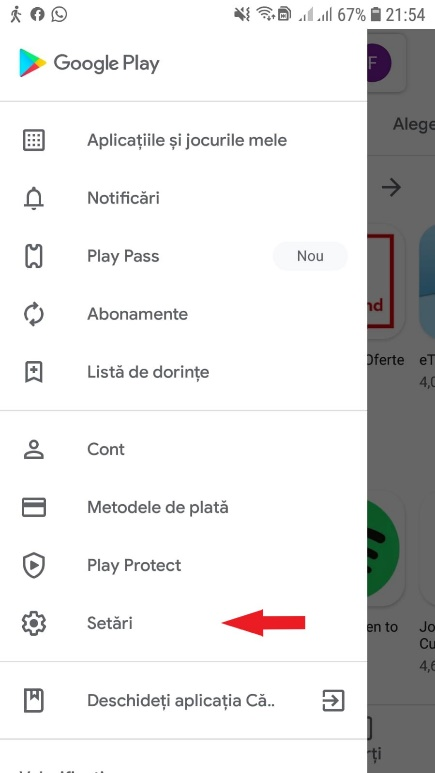 67% 21:54
Google Play
F
Alege
Aplicațiile și jocurile mele
Notificări
Play Pass Nou
Abonamente
Listă de dorințe
nd
Oferte
eT
4,0
Cont
Metodele de plată
Play Protect
Setări
en to
Jo
Cu
4,6
Deschideți aplicația Că..
rți